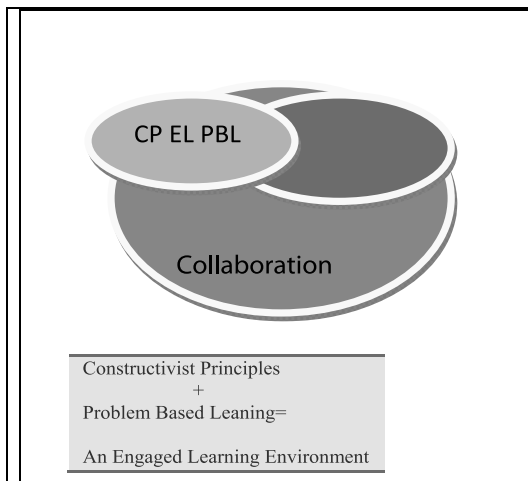 CP EL PBL
Collaboration
Constructivist Principles
+
Problem Based Leaning=
An Engaged Learning Environment